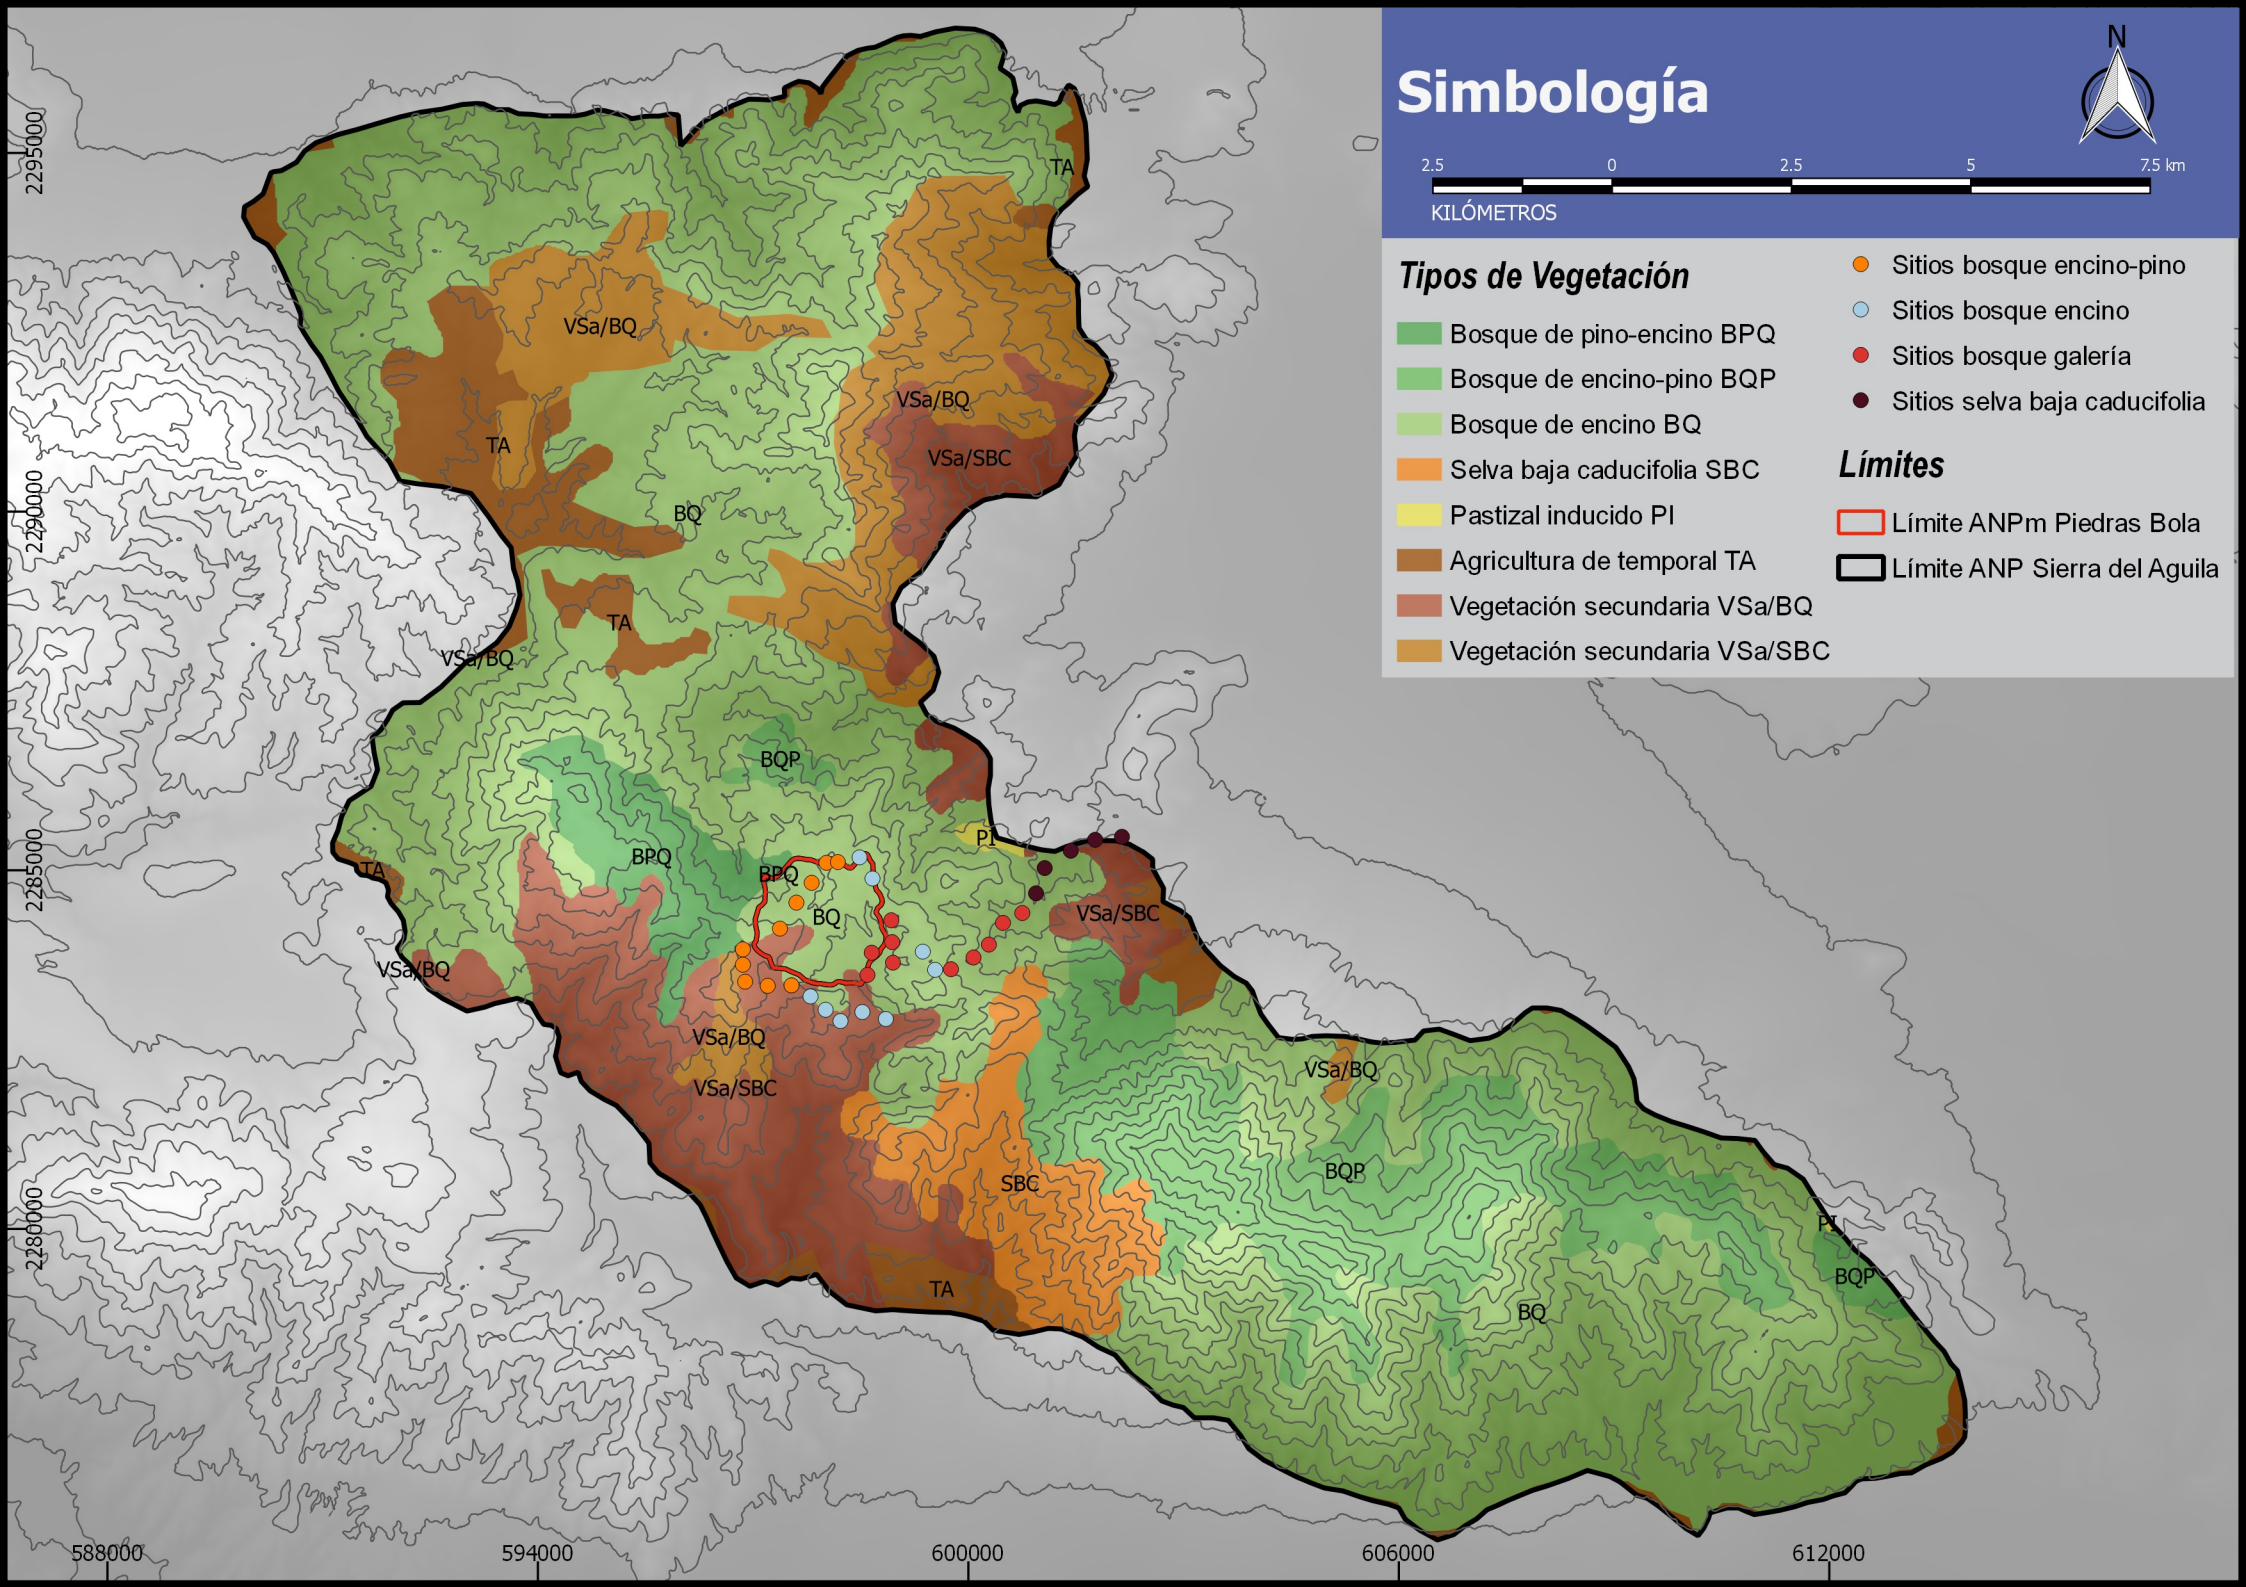 Simbología
N
2.5 0 2.5 5 7.5 km
KILÓMETROS
Tipos de Vegetación
Bosque de pino-encino BPQ
Bosque de encino-pino BQP
Bosque de encino BQ
Selva baja caducifolia SBC
Pastizal inducido PI
Agricultura de temporal TA
Vegetación secundaria VSa/BQ
Vegetación secundaria VSa/SBC
Sitios bosque encino-pino
Sitios bosque encino
Sitios bosque galería
Sitios selva baja caducifolia
Límites
Límite ANPm Piedras Bola
Límite ANP Sierra del Aguila
2295000
2290000
2285000
2280000
588000 594000 600000 606000 612000
TA
VSa/BQ
VSa/BQ
TA
VSa/SBC
BQ
TA
VSa/BQ
BQP
PI
BPQ
TA
BPQ
BQ
VSa/SBC
VSa/BQ
VSa/BQ
VSa/BQ
VSa/SBC
BQP
SBC
PI
BQP
TA
BQ